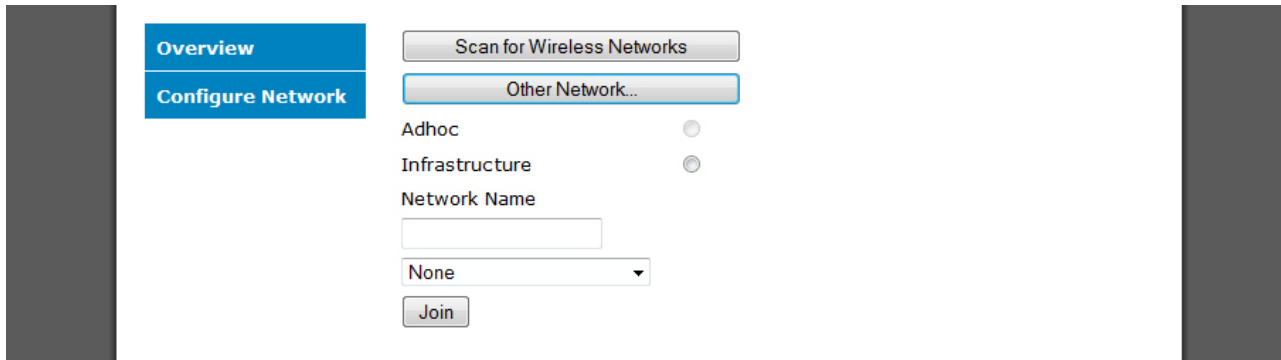 Overview
Configure Network
Scan for Wireless Networks
Other Network...
Adhoc
Infrastructure
Network Name
None
Join